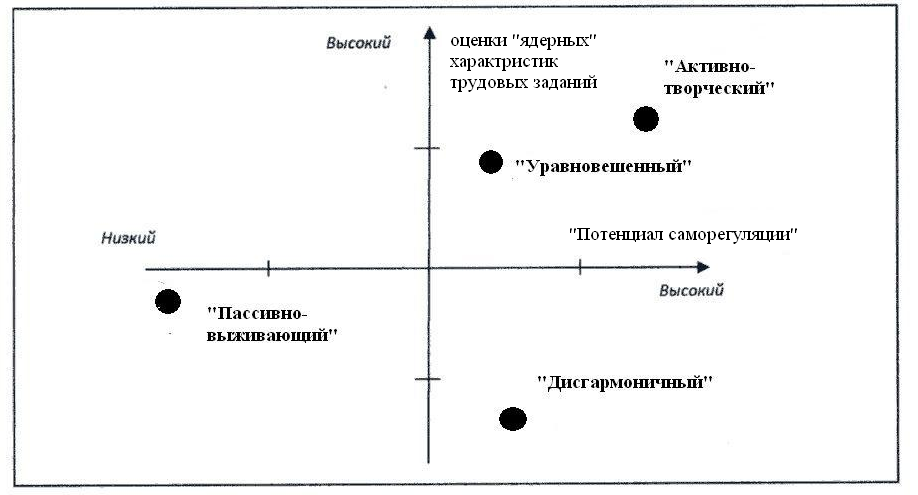 Высокий
оценки "ядерных"
характристик
трудовых заданий
"Активно-
творческий"
"Уравновешенный"
"Потенциал саморегуляции"
Низкий
Высокий
"Пассивно-
выживающий"
"Дисгармоничный"